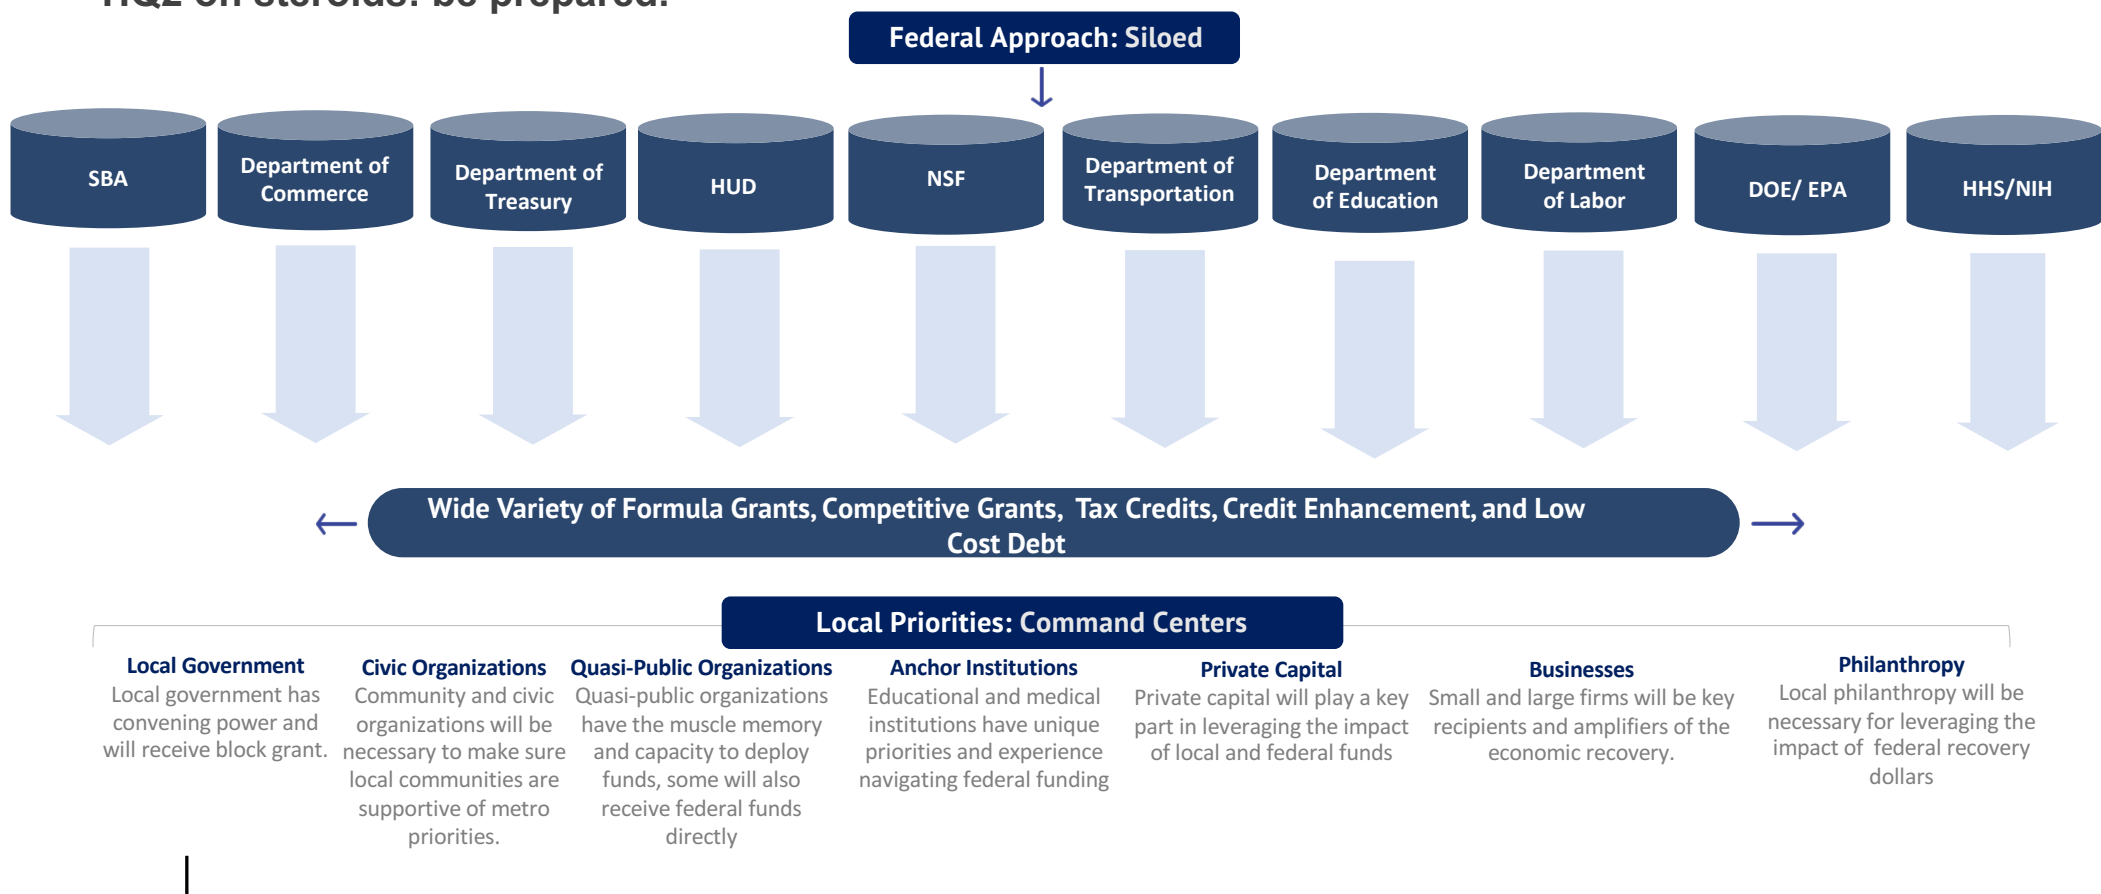 HQ2 on steroids: be prepared.
Federal Approach: Siloed
SBA
Department of
Commerce
Department of
Treasury
HUD
NSF
Department of
Transportation
Department
of Education
Department
of Labor
DOE/ EPA
HHS/NIH
Wide Variety of Formula Grants, Competitive Grants, Tax Credits, Credit Enhancement, and Low
Cost Debt
Local Priorities: Command Centers
Local Government
Local government has
convening power and
will receive block grant.
Civic Organizations
Community and civic
organizations will be
necessary to make sure
local communities are
supportive of metro
priorities.
Quasi-Public Organizations
Quasi-public organizations
have the muscle memory
and capacity to deploy
funds, some will also
receive federal funds
directly
Anchor Institutions
Educational and medical
institutions have unique
priorities and experience
navigating federal funding
Private Capital
Private capital will play a key
part in leveraging the impact
of local and federal funds
Businesses
Small and large firms will be key
recipients and amplifiers of the
economic recovery.
Philanthropy
Local philanthropy will be
necessary for leveraging the
impact of federal recovery
dollars